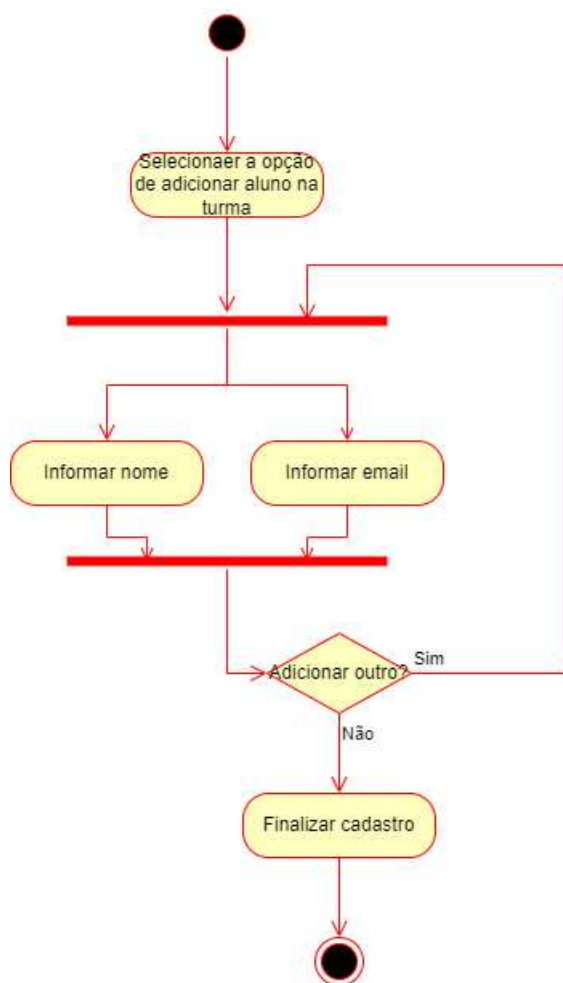 Selecionaer a opção
de adicionar aluno na
turma
Informar nome
Informar email
Adicionar outro?
Sim
Não
Finalizar cadastro